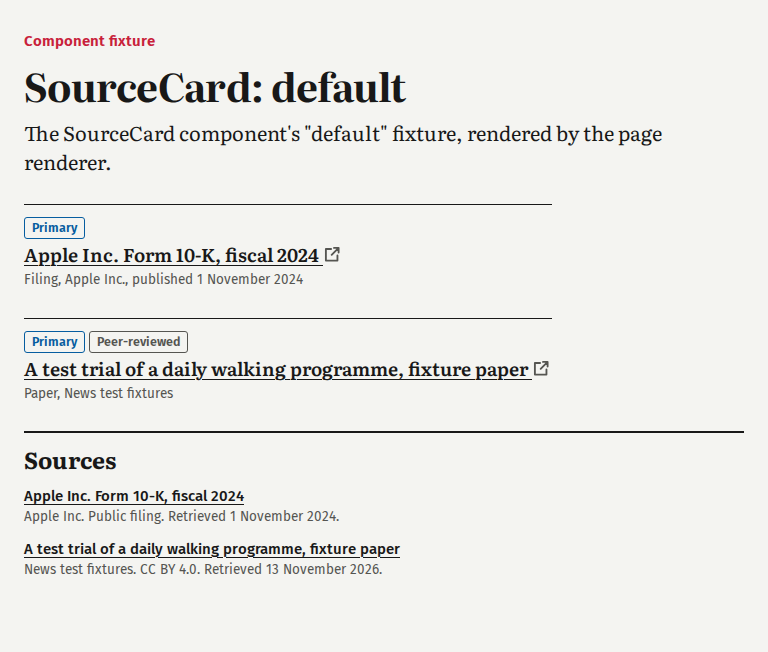 Component fixture
SourceCard: default
The SourceCard component's "default" fixture, rendered by the page
renderer.
Primary
Apple Inc. Form 10-K, fiscal 2024
Filing, Apple Inc., published 1 November 2024
Primary Peer-reviewed
A test trial of a daily walking programme, fixture paper
Paper, News test fixtures
Sources
Apple Inc. Form 10-K, fiscal 2024
Apple Inc. Public filing. Retrieved 1 November 2024.
A test trial of a daily walking programme, fixture paper
News test fixtures. CC BY 4.0. Retrieved 13 November 2026.